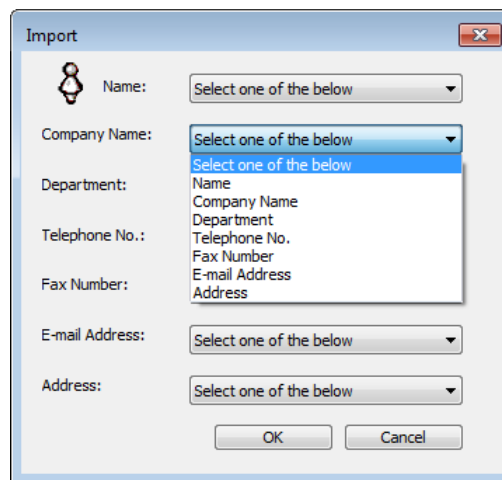 Import
Name: Select one of the below
Company Name: Select one of the below
Select one of the below
Name
Company Name
Department: Department
Telephone No.: Telephone No.
Fax Number
E-mail Address
Fax Number: Address
E-mail Address: Select one of the below
Address: Select one of the below
OK Cancel